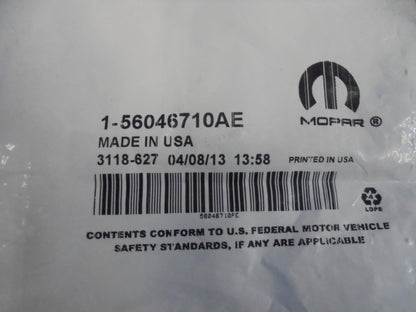 MOPAR ®
1-56046710AE
MADE IN USA
3118-627 04/08/13 13:58 PRINTED IN USA
LDPE
CONTENTS CONFORM TO U.S. FEDERAL MOTOR VEHICLE
SAFETY STANDARDS, IF ANY ARE APPLICABLE